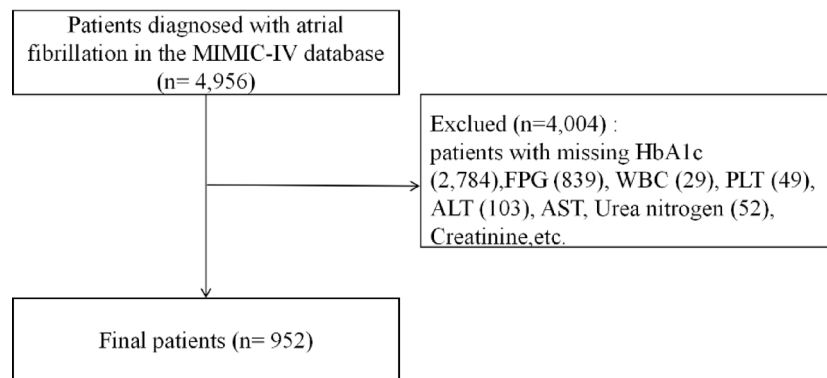 Patients diagnosed with atrial
fibrillation in the MIMIC-IV database
(n= 4,956)
Exclued (n=4,004) :
patients with missing HbA1c
(2,784),FPG (839), WBC (29), PLT (49),
ALT (103), AST, Urea nitrogen (52),
Creatinine,etc.
Final patients (n= 952)